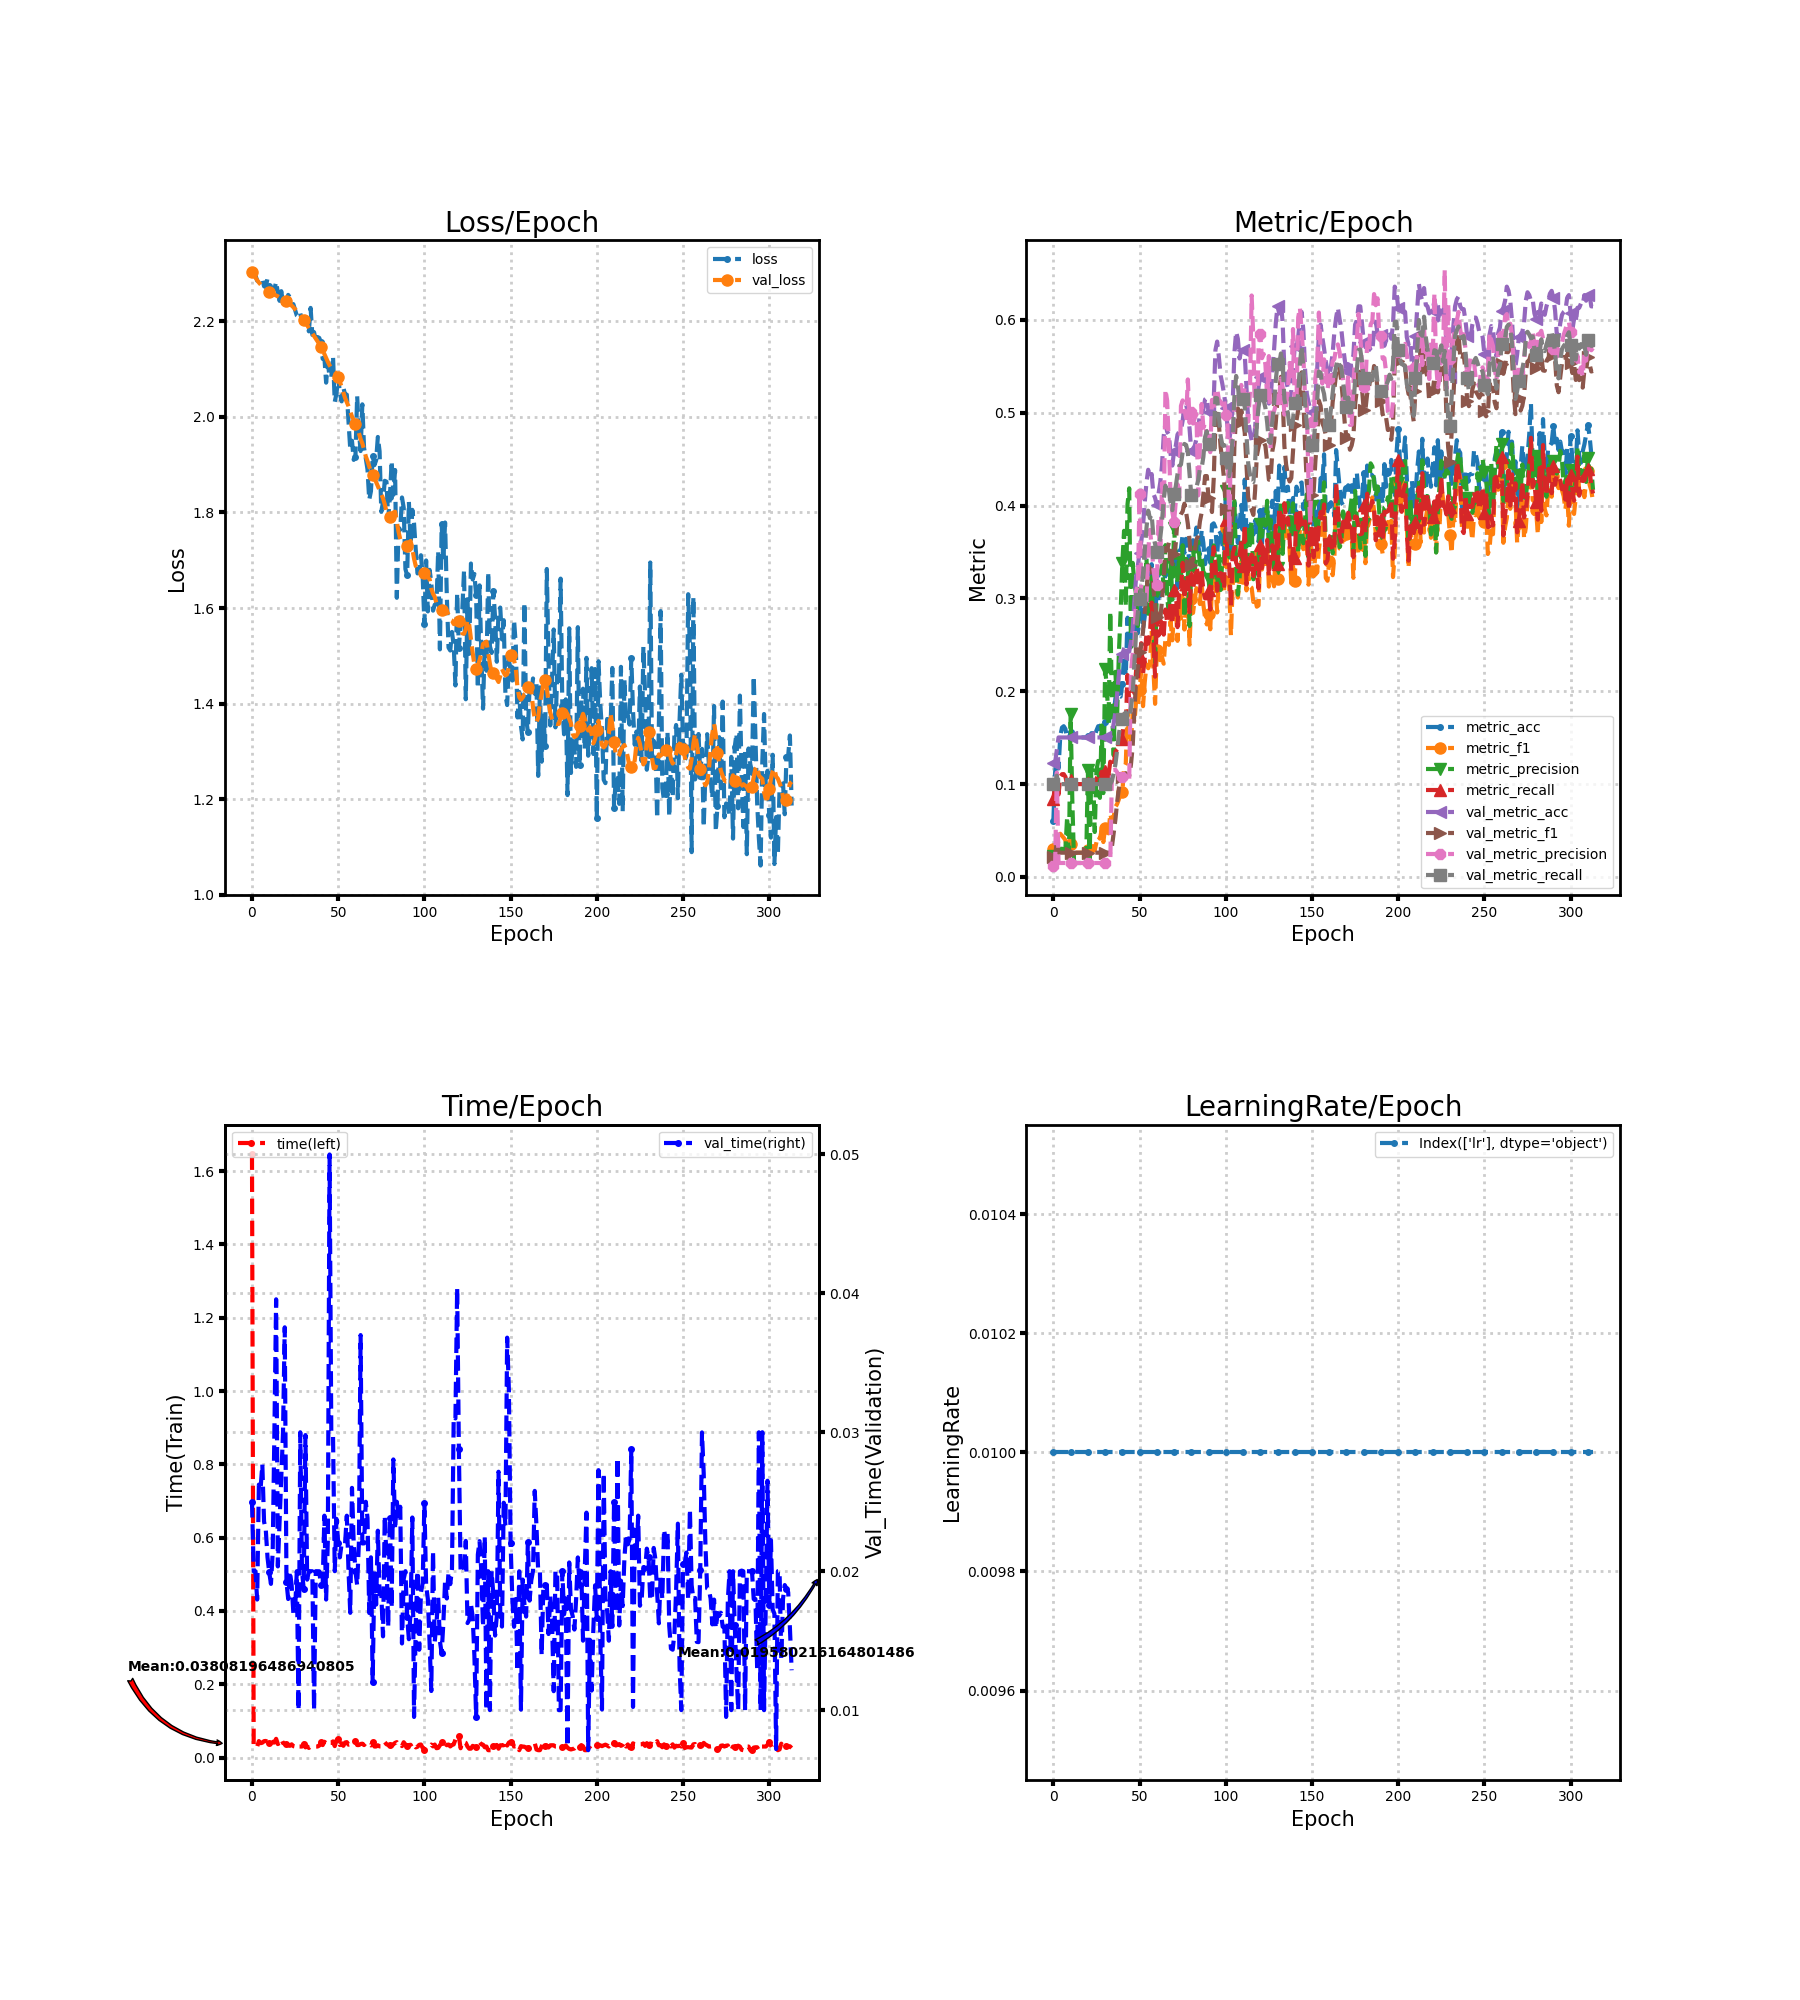 Loss/Epoch
Loss
2.2
2.0
1.8
1.6
1.4
1.2
1.0
0 50 100 150 200 250 300
Epoch
loss
val_loss
Metric/Epoch
Metric
0.6
0.5
0.4
0.3
0.2
0.1
0.0
0 50 100 150 200 250 300
Epoch
metric_acc
metric_f1
metric_precision
metric_recall
val_metric_acc
val_metric_f1
val_metric_precision
val_metric_recall
Time/Epoch
time(left)
val_time(right)
Time(Train)
1.6
1.4
1.2
1.0
0.8
0.6
0.4
0.2
0.0
0.05
0.04
0.03
0.02
0.01
Val_Time(Validation)
Mean:0.03808196486940805
Mean:0.019580216164801486
0 50 100 150 200 250 300
Epoch
LearningRate/Epoch
Index(['lr'], dtype='object')
LearningRate
0.0104
0.0102
0.0100
0.0098
0.0096
0 50 100 150 200 250 300
Epoch